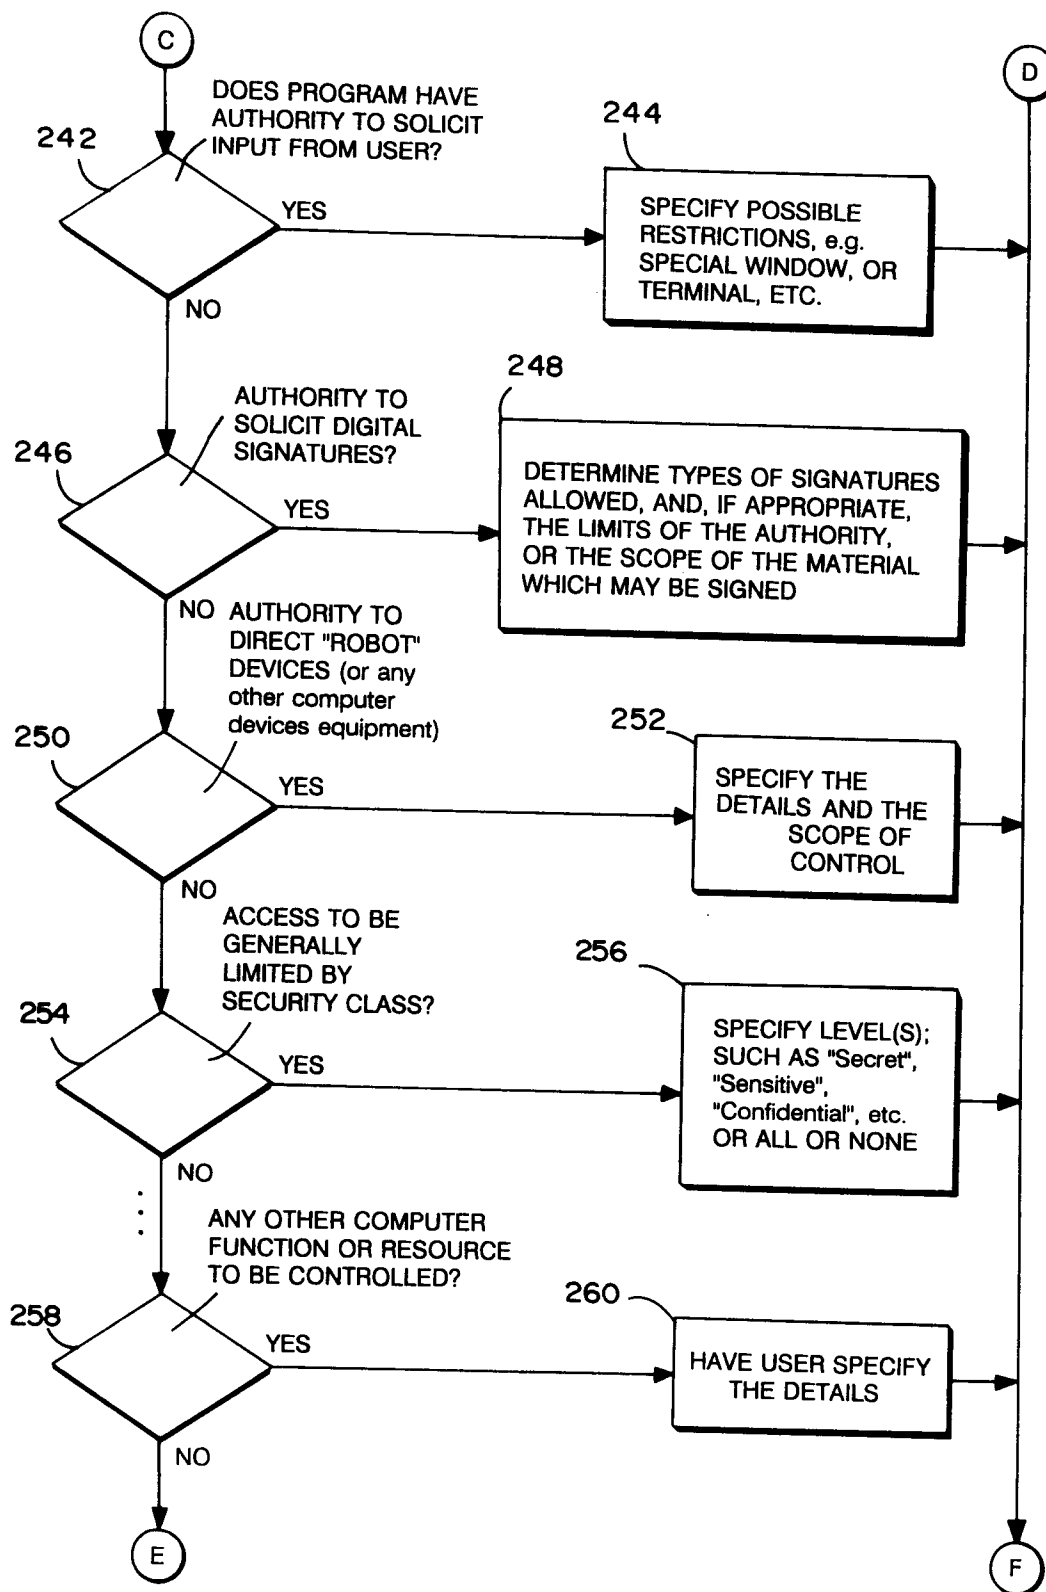 C
D
DOES PROGRAM HAVE
AUTHORITY TO SOLICIT
INPUT FROM USER?
242
YES
NO
244
SPECIFY POSSIBLE
RESTRICTIONS, e.g.
SPECIAL WINDOW, OR
TERMINAL, ETC.
AUTHORITY TO
SOLICIT DIGITAL
SIGNATURES?
246
YES
NO
248
DETERMINE TYPES OF SIGNATURES
ALLOWED, AND, IF APPROPRIATE,
THE LIMITS OF THE AUTHORITY,
OR THE SCOPE OF THE MATERIAL
WHICH MAY BE SIGNED
AUTHORITY TO
DIRECT "ROBOT"
DEVICES (or any
other computer
devices equipment)
250
YES
NO
252
SPECIFY THE
DETAILS AND THE
SCOPE OF
CONTROL
ACCESS TO BE
GENERALLY
LIMITED BY
SECURITY CLASS?
254
YES
NO
256
SPECIFY LEVEL(S);
SUCH AS "Secret",
"Sensitive",
"Confidential", etc.
OR ALL OR NONE
ANY OTHER COMPUTER
FUNCTION OR RESOURCE
TO BE CONTROLLED?
258
YES
NO
260
HAVE USER SPECIFY
THE DETAILS
E
F